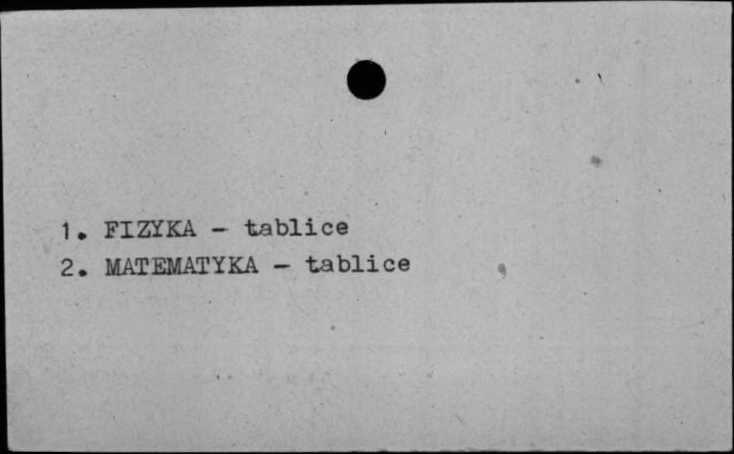 1. FIZYKA - tablice
2. MATEMATYKA - tablice